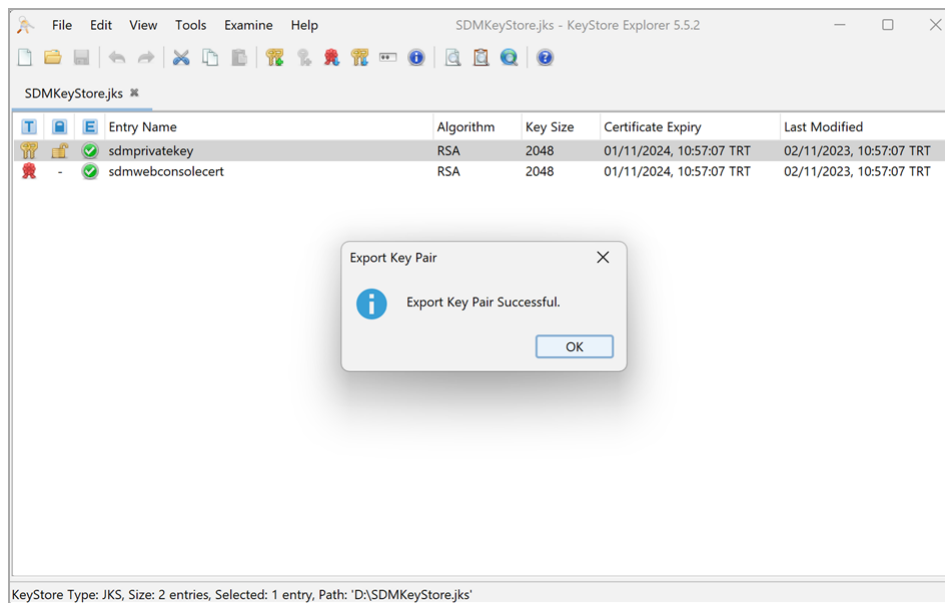 File Edit View Tools Examine Help SDMKeyStore.jks - KeyStore Explorer 5.5.2
SDMKeyStore.jks
T E Entry Name Algorithm Key Size Certificate Expiry Last Modified
sdmprivatekey RSA 2048 01/11/2024, 10:57:07 TRT 02/11/2023, 10:57:07 TRT
- sdmwebconsolecert RSA 2048 01/11/2024, 10:57:07 TRT 02/11/2023, 10:57:07 TRT
Export Key Pair
Export Key Pair Successful.
OK
KeyStore Type: JKS, Size: 2 entries, Selected: 1 entry, Path: 'D:\SDMKeyStore.jks'